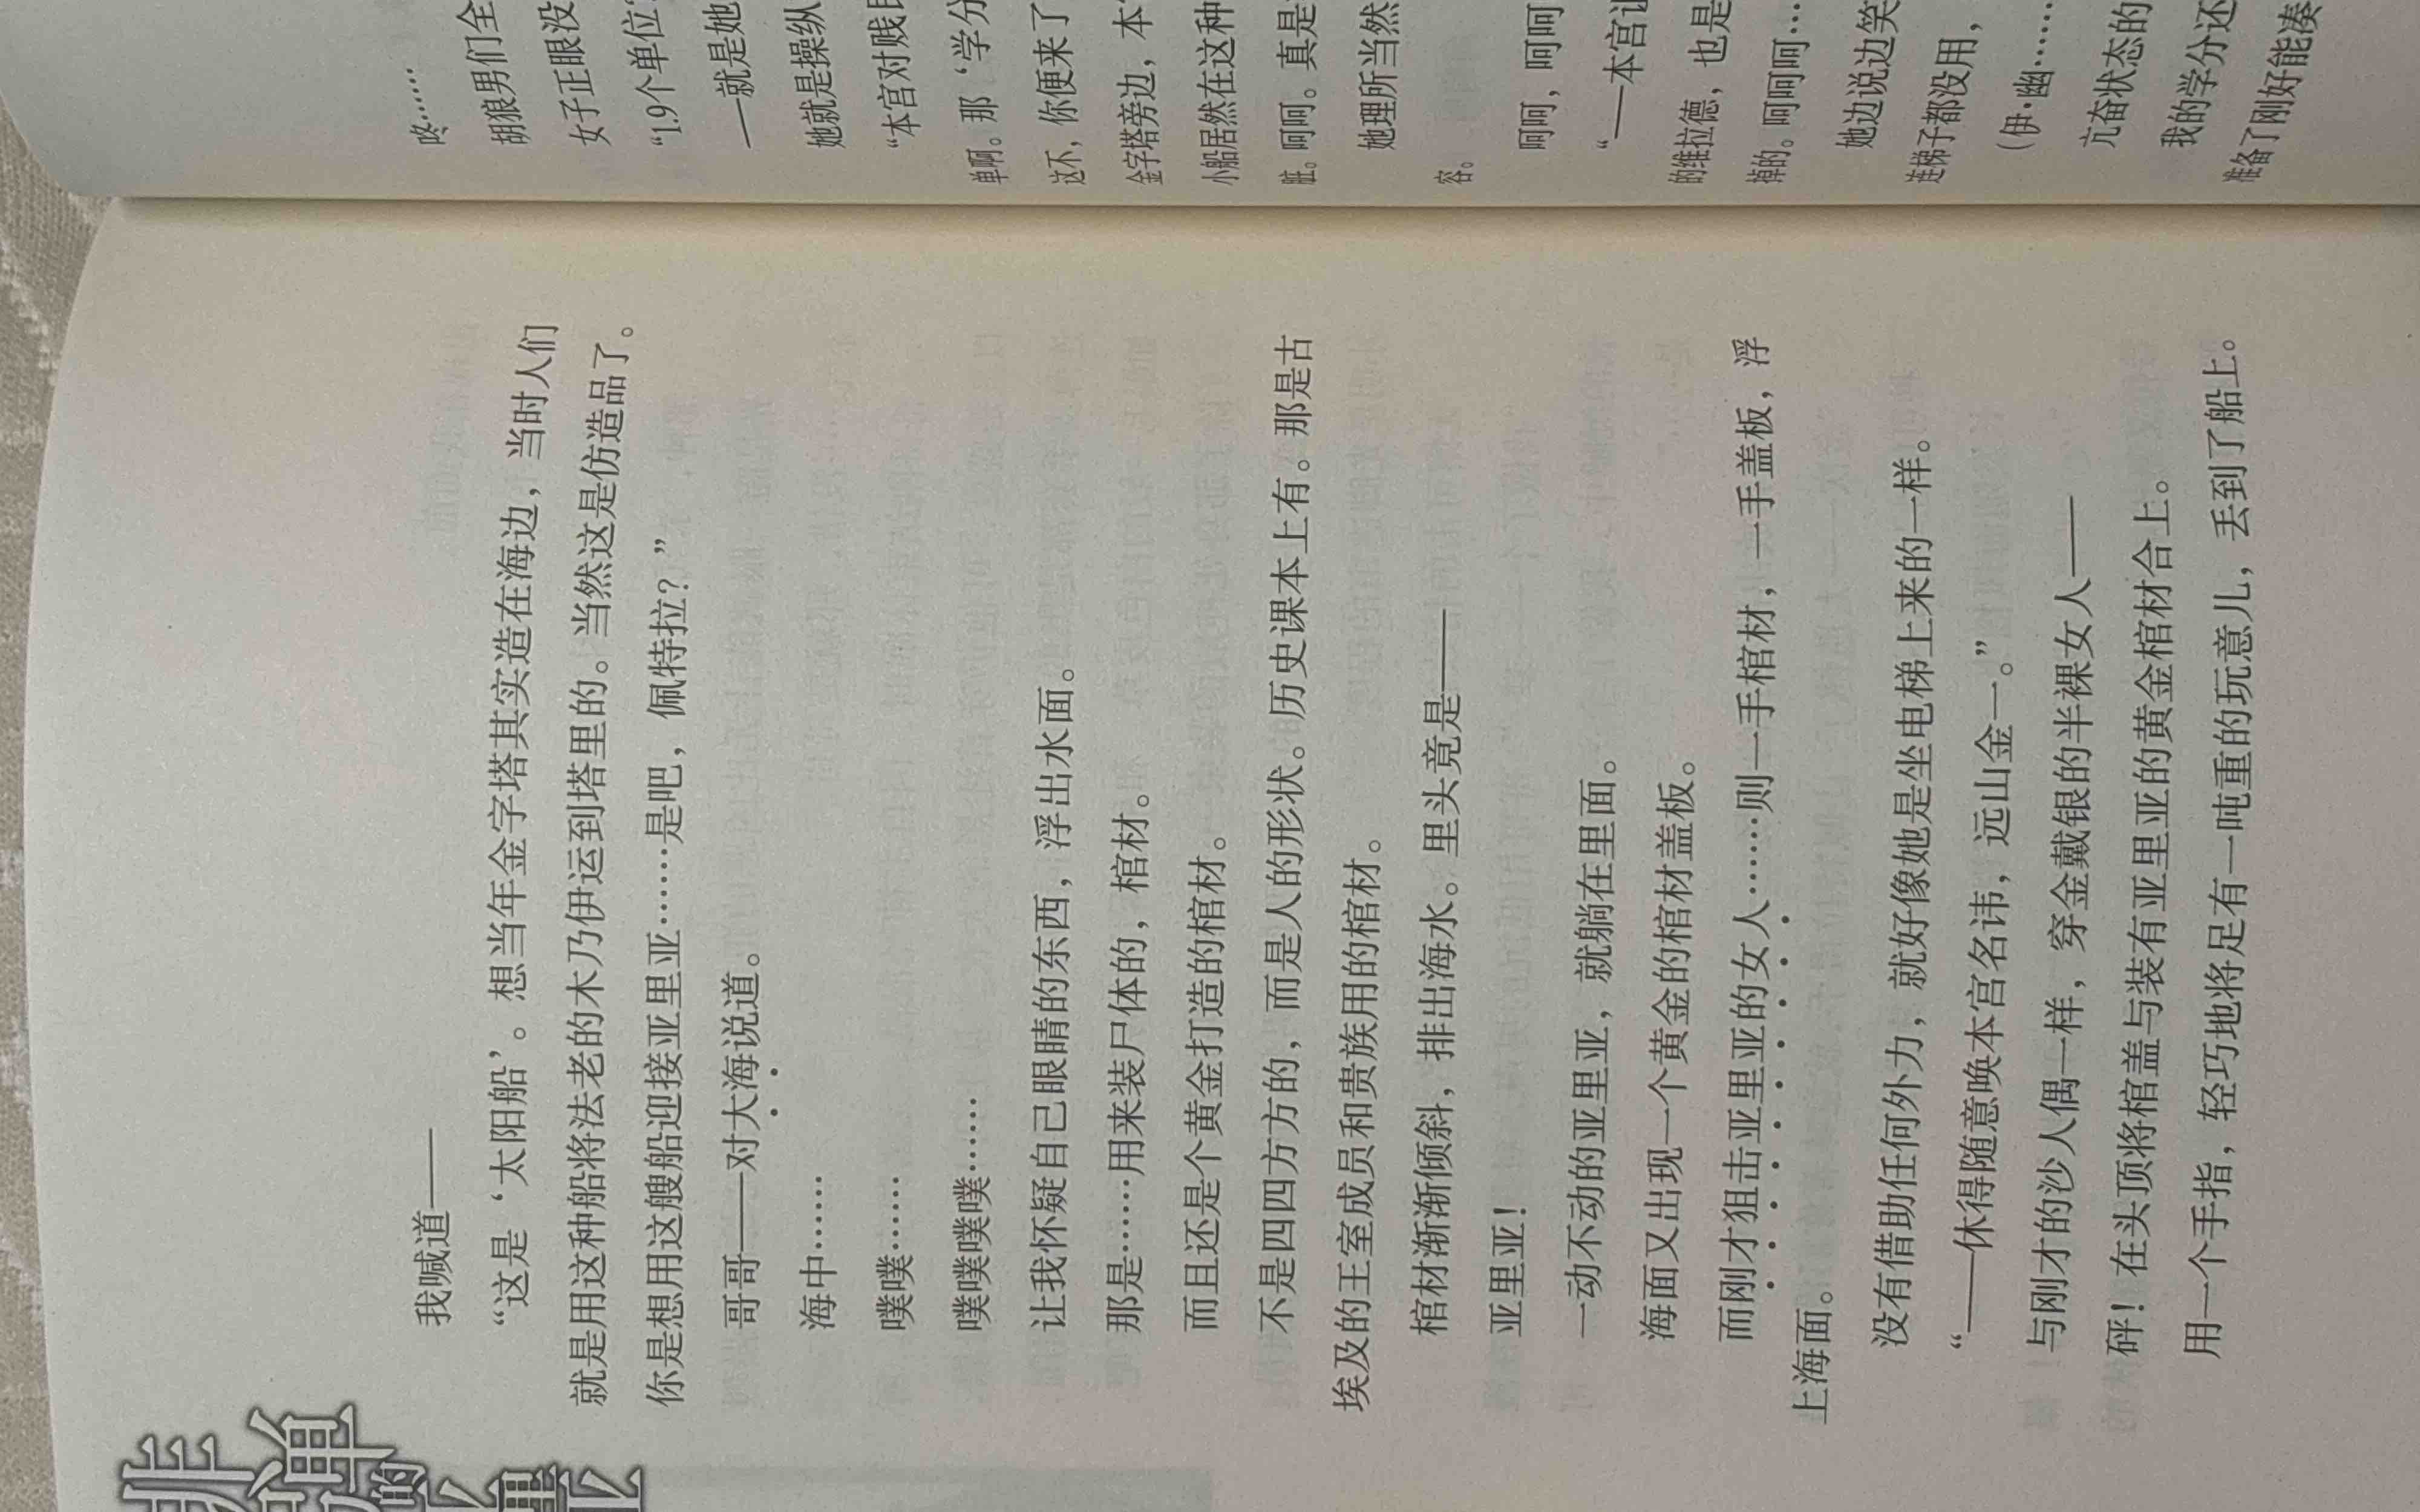 非
弹
的
亚
里
亚
我喊道——
“这是‘太阳船’。想当年金字塔其实造在海边，当时人们
就是用这种船将法老的木乃伊运到塔里的。当然这是仿造品了。
你是想用这艘船迎接亚里亚……是吧，佩特拉？”
哥哥——对大海说道。
海中……
噗噗……
噗噗噗噗……
让我怀疑自己眼睛的东西，浮出水面。
那是……用来装尸体的，棺材。
而且还是个黄金打造的棺材。
不是四四方方的，而是人的形状。历史课本上有。那是古
埃及的王室成员和贵族用的棺材。
棺材渐渐倾斜，排出海水。里头竟是——
亚里亚！
一动不动的亚里亚，就躺在里面。
海面又出现一个黄金的棺材盖板。
而刚才狙击亚里亚的女人……则一手棺材，一手盖板，浮
上海面。
没有借助任何外力，就好像她是坐电梯上来的一样。
“——休得随意唤本宫名讳，远山金一。”
与刚才的沙人偶一样，穿金戴银的半裸女人——
砰！在头顶将棺盖与装有亚里亚的黄金棺材合上。
用一个手指，轻巧地将足有一吨重的玩意儿，丢到了船上。
咚……
胡狼男们全
女子正眼没
“1.9个单位
——就是她
她就是操纵
“本宫对贱
单啊。那‘学分
这不，你便来了
金字塔旁边，本
小船居然在这种
脏。呵呵。真是
她理所当然
容。
呵呵，呵呵
“——本宫
的维拉德，也是
掉的。呵呵呵…
她边说边笑
连梯子都没用，
（伊·幽……
亢奋状态的
我的学分还
准备了刚好能凑